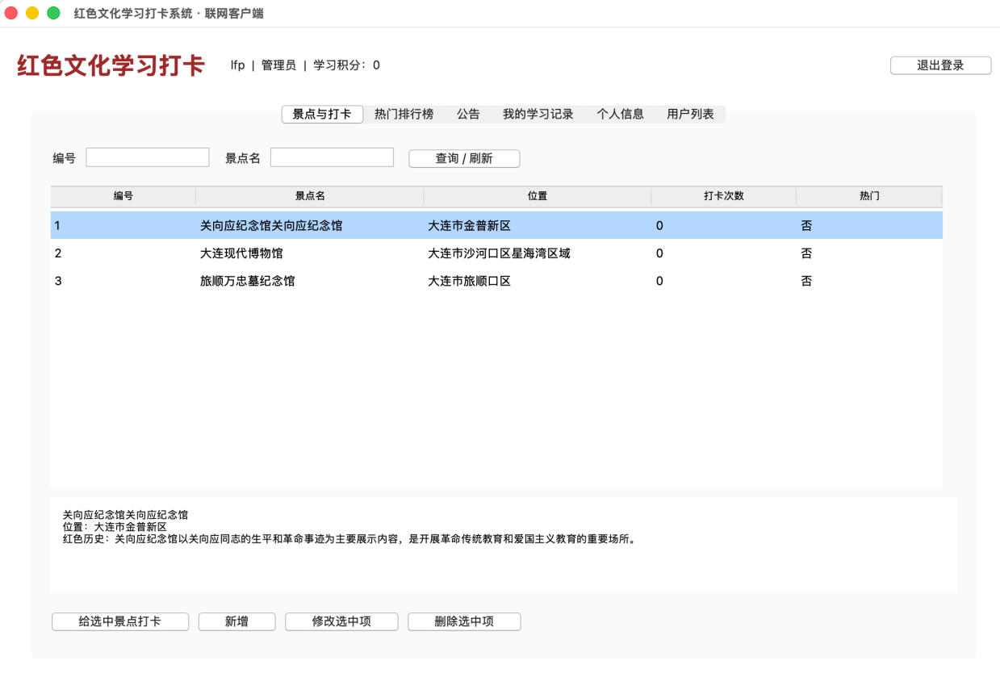 红色文化学习打卡系统 · 联网客户端
红色文化学习打卡 lfp | 管理员 | 学习积分：0 退出登录
景点与打卡 热门排行榜 公告 我的学习记录 个人信息 用户列表
编号 景点名 查询 / 刷新
编号 景点名 位置 打卡次数 热门
1 关向应纪念馆关向应纪念馆 大连市金普新区 0 否
2 大连现代博物馆 大连市沙河口区星海湾区域 0 否
3 旅顺万忠墓纪念馆 大连市旅顺口区 0 否
关向应纪念馆关向应纪念馆
位置：大连市金普新区
红色历史：关向应纪念馆以关向应同志的生平和革命事迹为主要展示内容，是开展革命传统教育和爱国主义教育的重要场所。
给选中景点打卡 新增 修改选中项 删除选中项